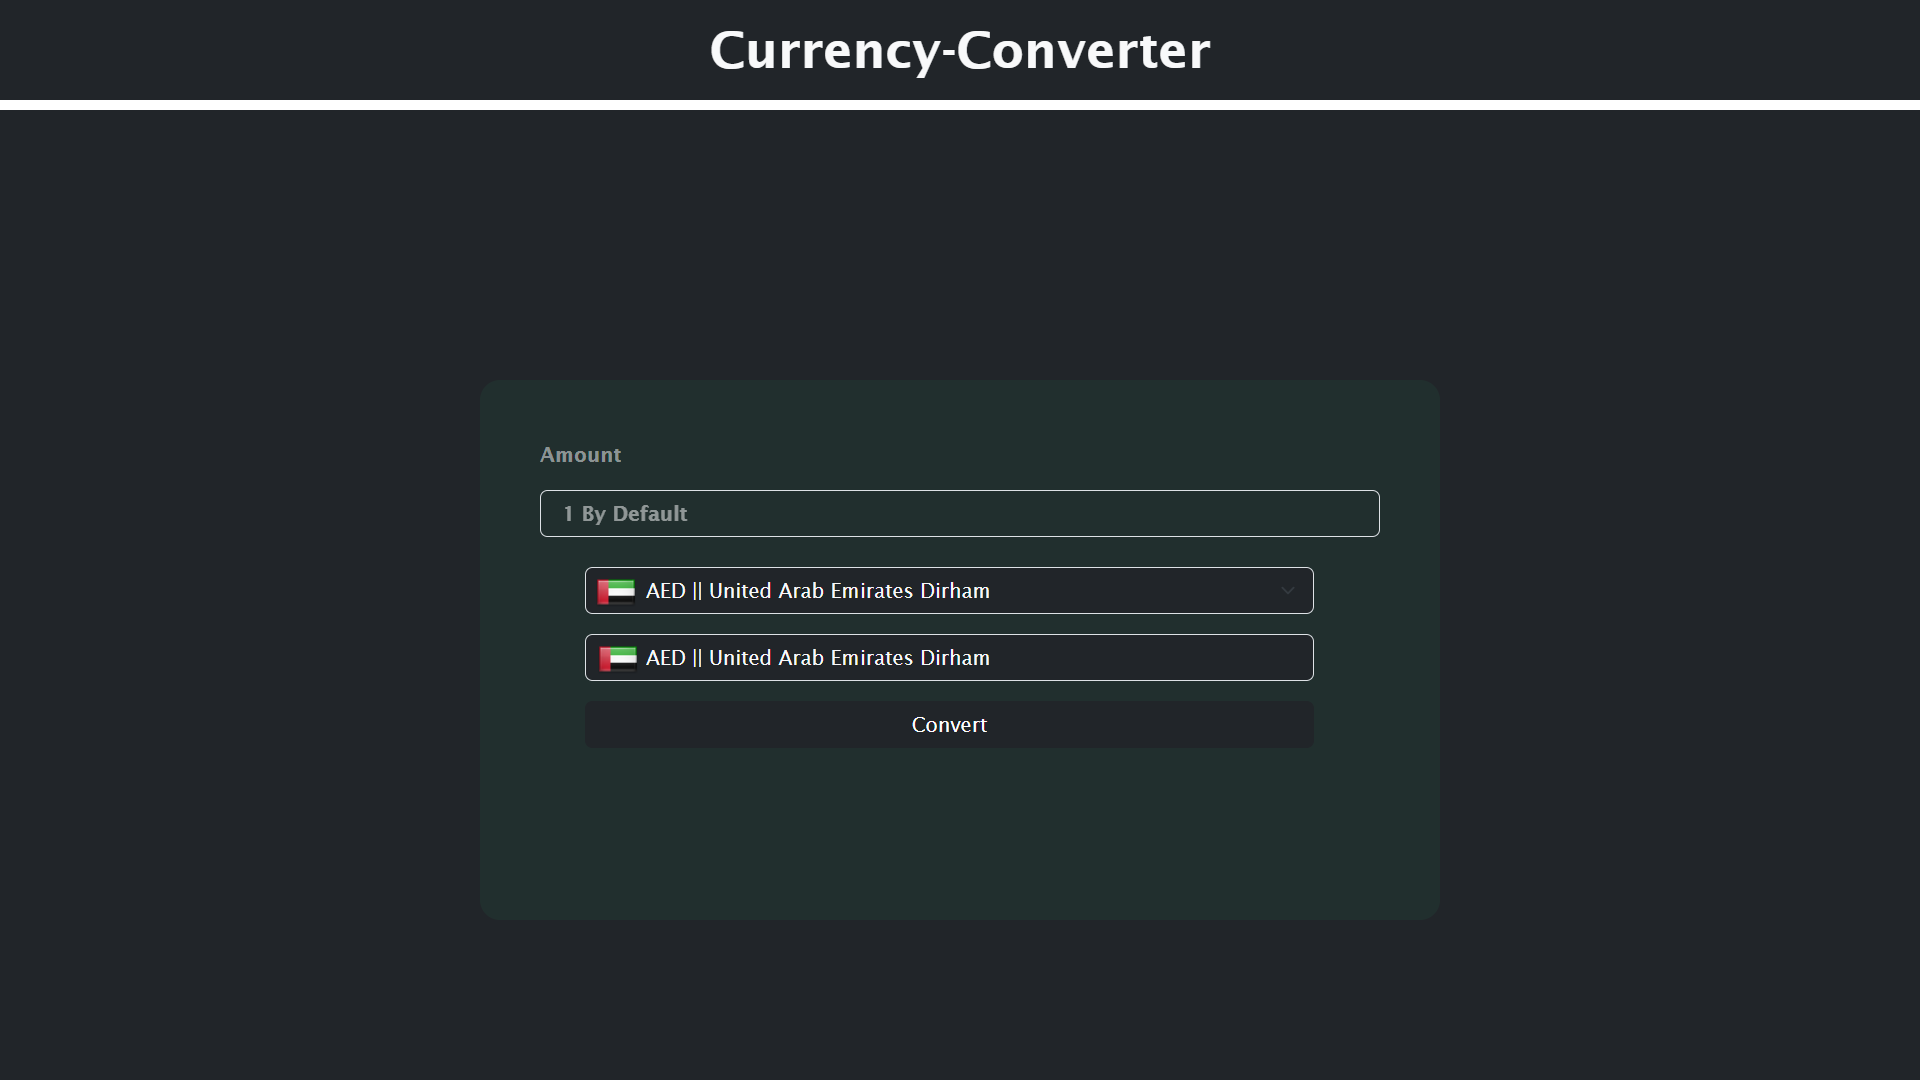 Currency-Converter
Amount
1 By Default
AED || United Arab Emirates Dirham
AED || United Arab Emirates Dirham
Convert